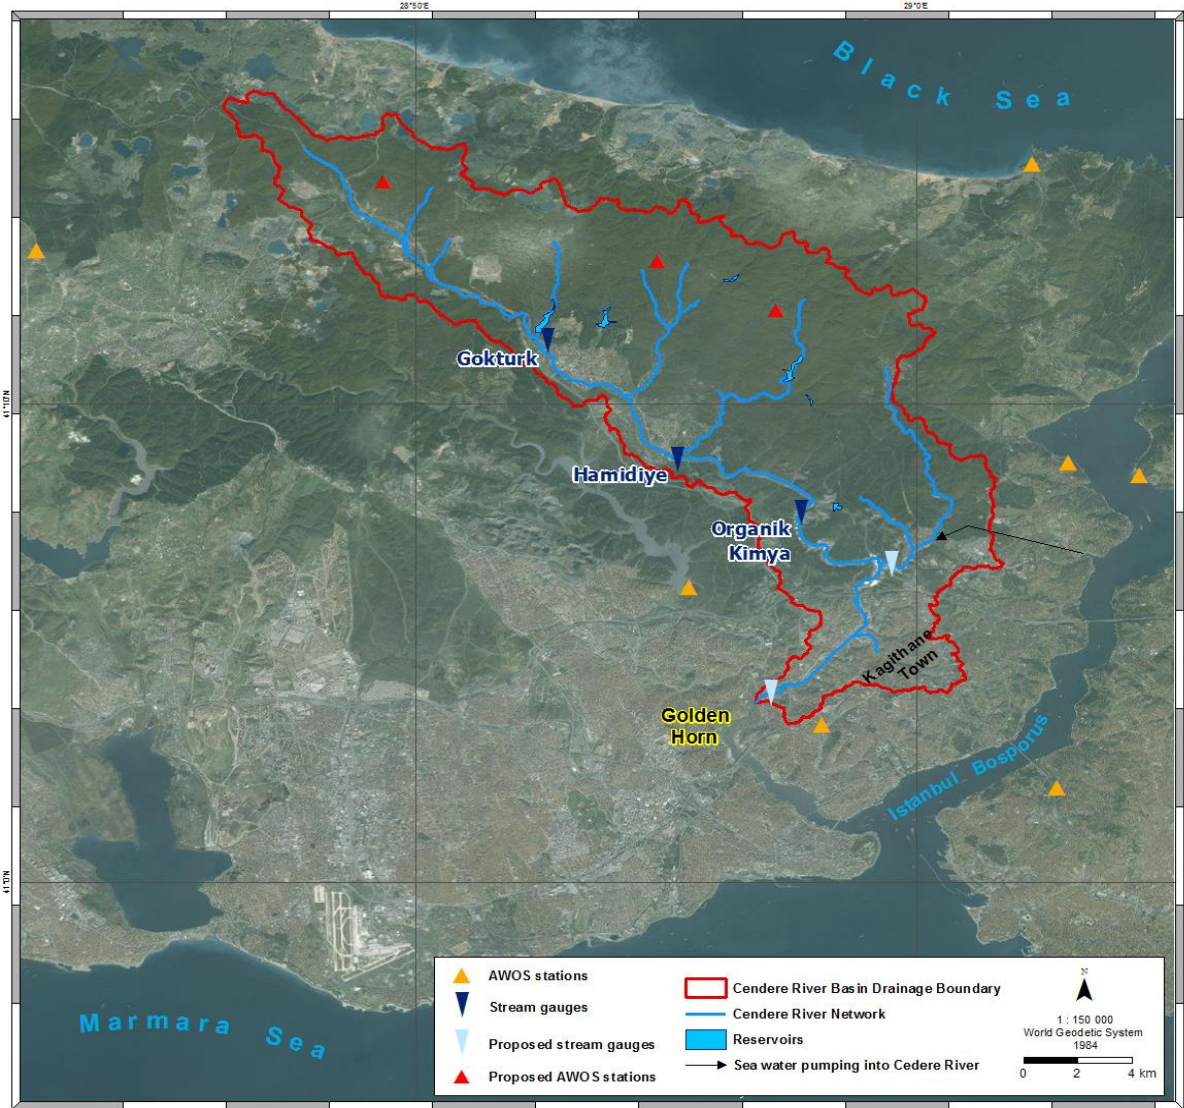 28°50'E
29°0'E
Black Sea
41°10'N
Gokturk
Hamidiye
Organik
Kimya
Kagithane
Town
Golden
Horn
Istanbul Bosporus
41°0'N
Marmara Sea
AWOS stations
Stream gauges
Proposed stream gauges
Proposed AWOS stations
Cendere River Basin Drainage Boundary
Cendere River Network
Reservoirs
Sea water pumping into Cedere River
N
1 : 150 000
World Geodetic System
1984
0 2 4 km